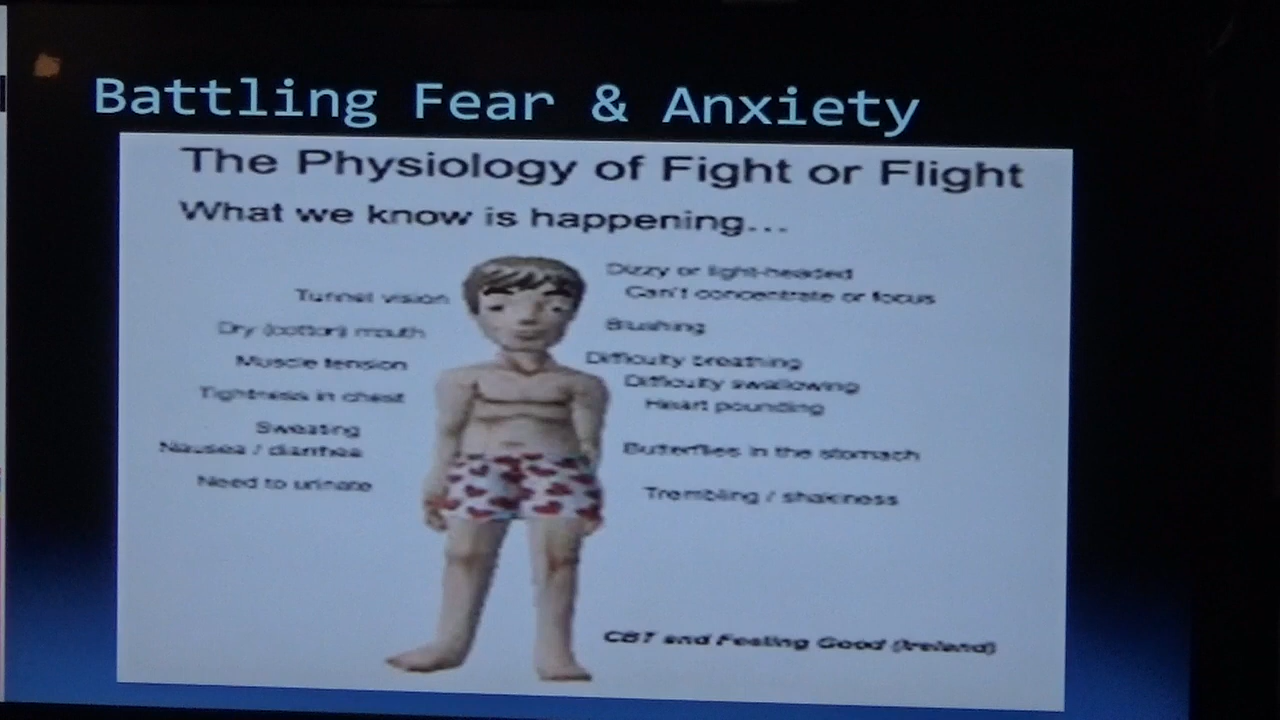 Battling Fear & Anxiety
The Physiology of Fight or Flight
What we know is happening...
Dizzy or light-headed
Tunnel vision
Can't concentrate or focus
Dry (cotton) mouth
Blushing
Muscle tension
Difficulty breathing
Difficulty swallowing
Tightness in chest
Heart pounding
Sweating
Nausea / diarrhea
Butterflies in the stomach
Need to urinate
Trembling / shakiness
CBT and Feeling Good (Ireland)